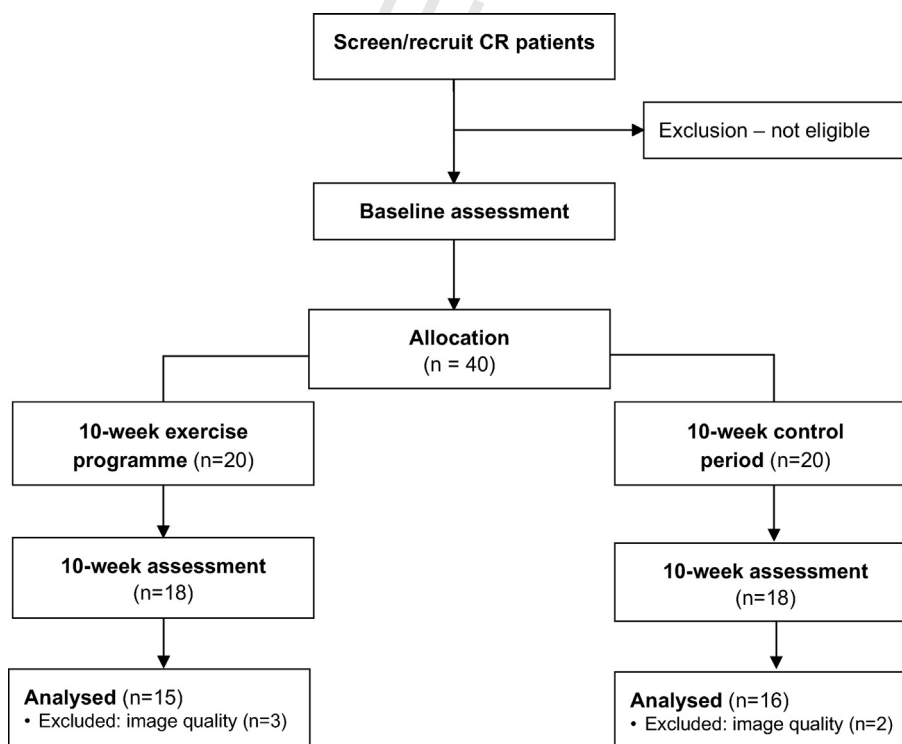 Screen/recruit CR patients
Exclusion – not eligible
Baseline assessment
Allocation
(n = 40)
10-week exercise
programme (n=20)
10-week control
period (n=20)
10-week assessment
(n=18)
10-week assessment
(n=18)
Analysed (n=15)
• Excluded: image quality (n=3)
Analysed (n=16)
• Excluded: image quality (n=2)